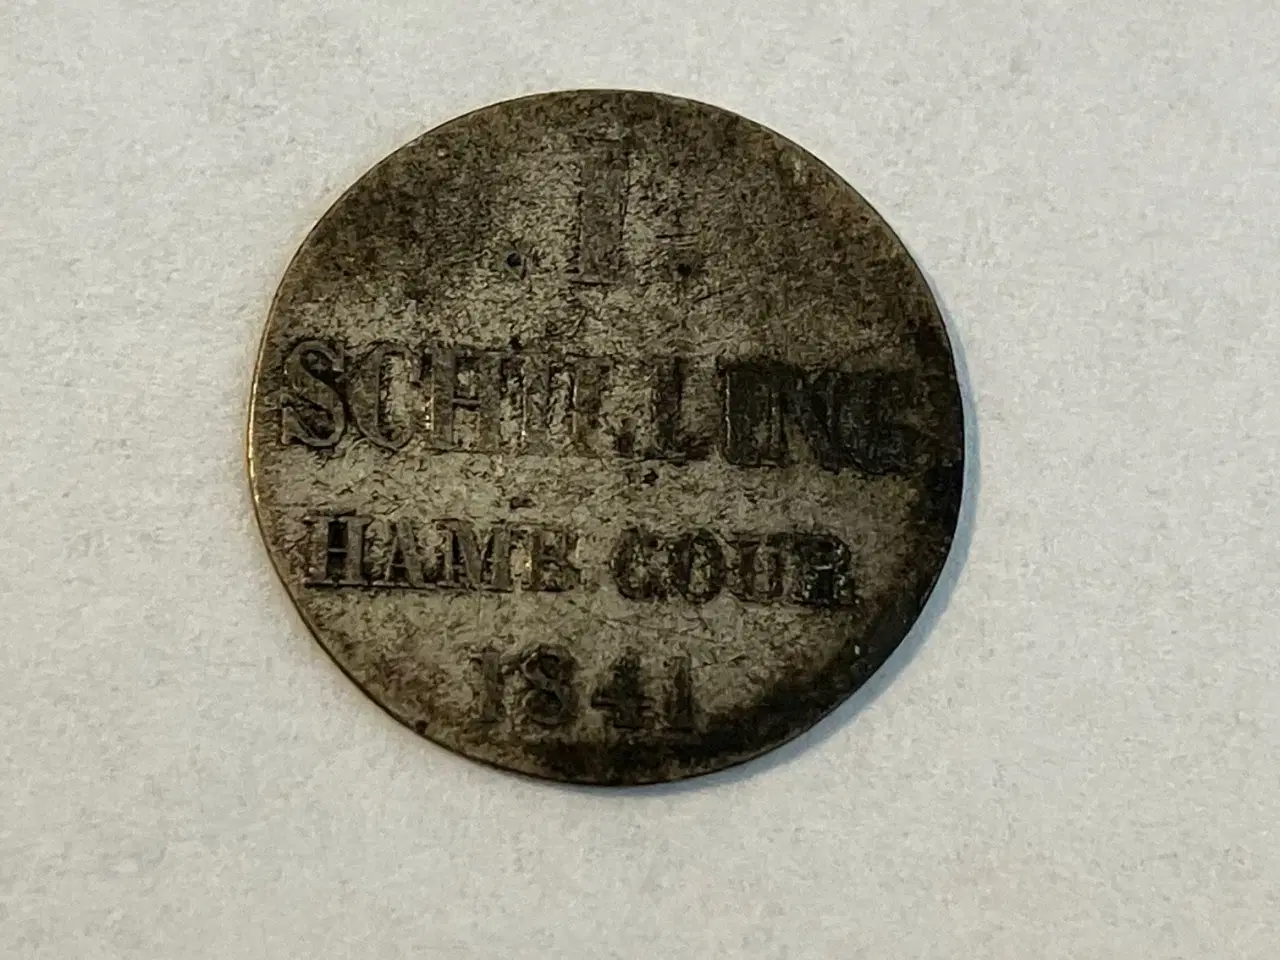 . I .
SCHILLING
HAMB COUR
1841